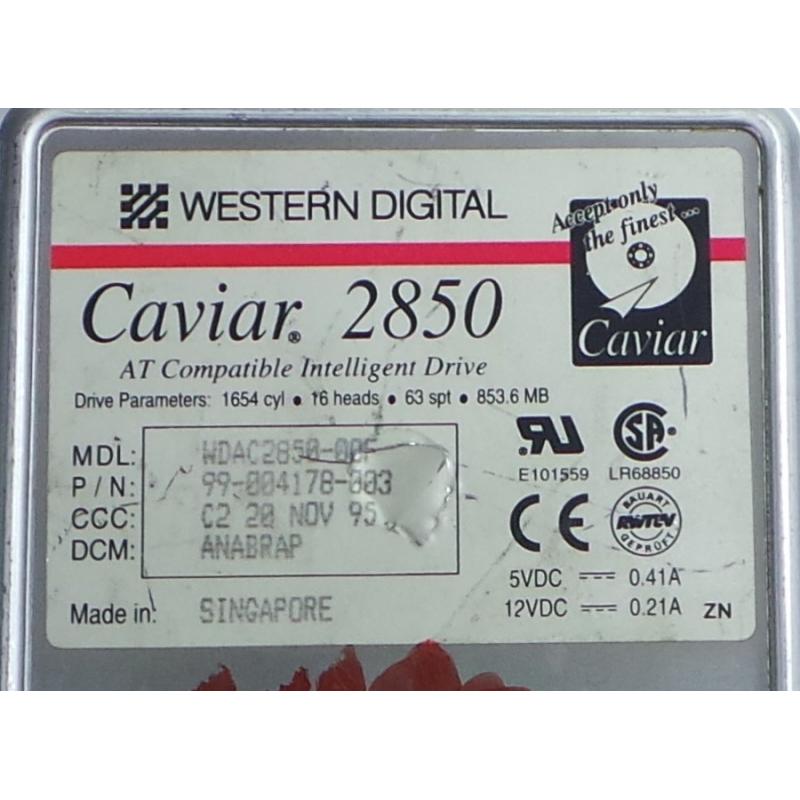 WESTERN DIGITAL
Accept only
the finest...
Caviar
Caviar® 2850
AT Compatible Intelligent Drive
Drive Parameters: 1654 cyl • 16 heads • 63 spt • 853.6 MB
MDL: WDAC2850-00F
P/N: 99-004178-003
CCC: C2 20 NOV 95
DCM: ANABRAP
Made in: SINGAPORE
E101559
LR68850
BAUART
RWTÜV
GEPRÜFT
5VDC 0.41A
12VDC 0.21A
ZN